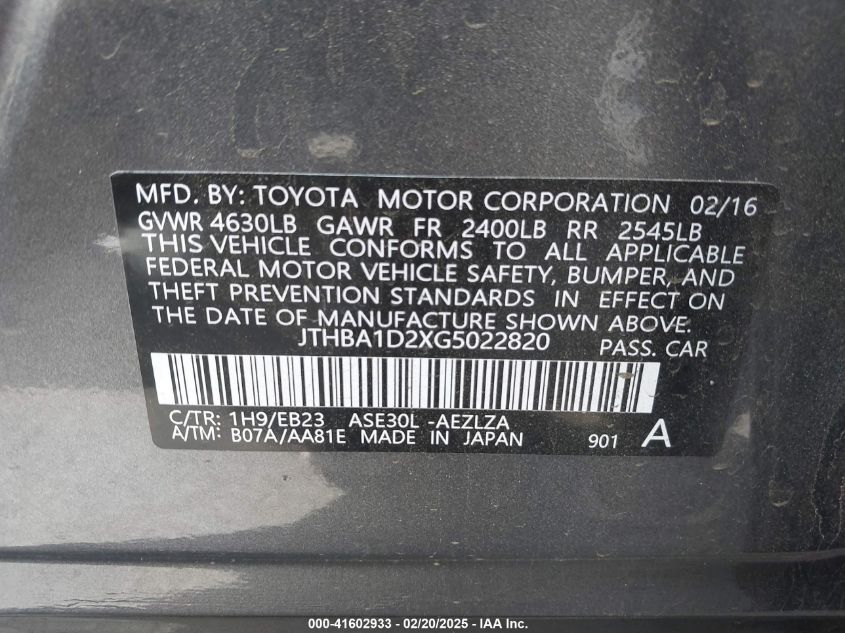 MFD. BY: TOYOTA MOTOR CORPORATION 02/16
GVWR 4630LB GAWR FR 2400LB RR 2545LB
THIS VEHICLE CONFORMS TO ALL APPLICABLE
FEDERAL MOTOR VEHICLE SAFETY, BUMPER, AND
THEFT PREVENTION STANDARDS IN EFFECT ON
THE DATE OF MANUFACTURE SHOWN ABOVE.
JTHBA1D2XG5022820 PASS. CAR
C/TR: 1H9/EB23 ASE30L -AEZLZA
A/TM: B07A/AA81E MADE IN JAPAN 901 A
000-41602933 - 02/20/2025 - IAA Inc.